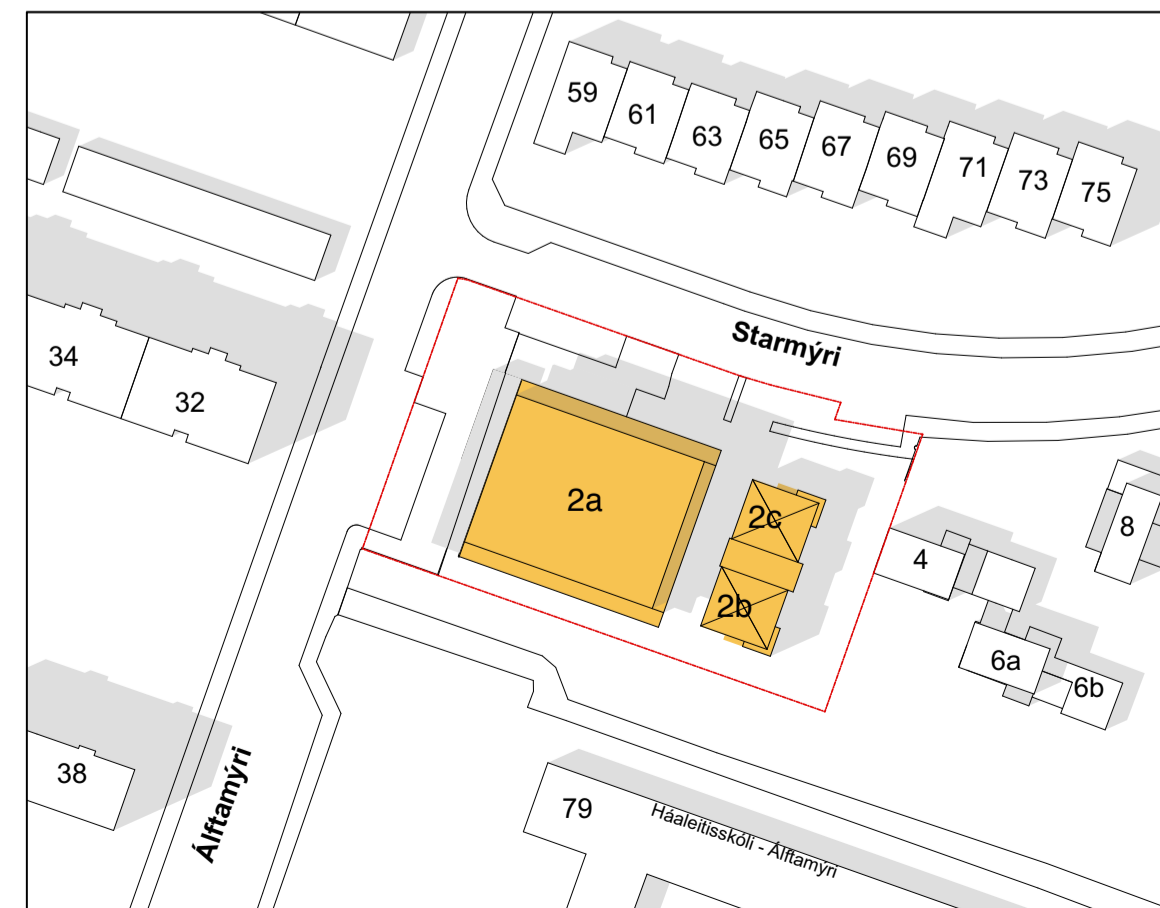 59
61
63
65
67
69
71
73
75
Starmýri
34
32
2a
2c
2b
8
4
6a
6b
38
Álftamýri
79
Háaleitisskóli - Álftamýri